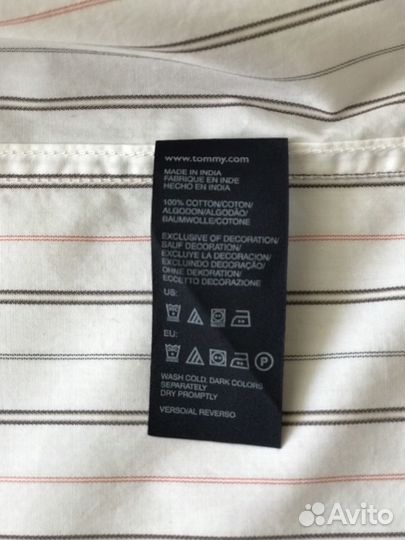 www.tommy.com
MADE IN INDIA
FABRIQUE EN INDE
HECHO EN INDIA
100% COTTON/COTON/
ALGODON/ALGODÃO/
BAUMWOLLE/COTONE
EXCLUSIVE OF DECORATION/
SAUF DECORATION/
EXCLUYE LA DECORACION/
EXCLUINDO DECORAÇÃO/
OHNE DEKORATION/
ECCETTO DECORAZIONE
US:
EU:
P
WASH COLD, DARK COLORS
SEPARATELY
DRY PROMPTLY
VERSO/AL REVERSO
Avito